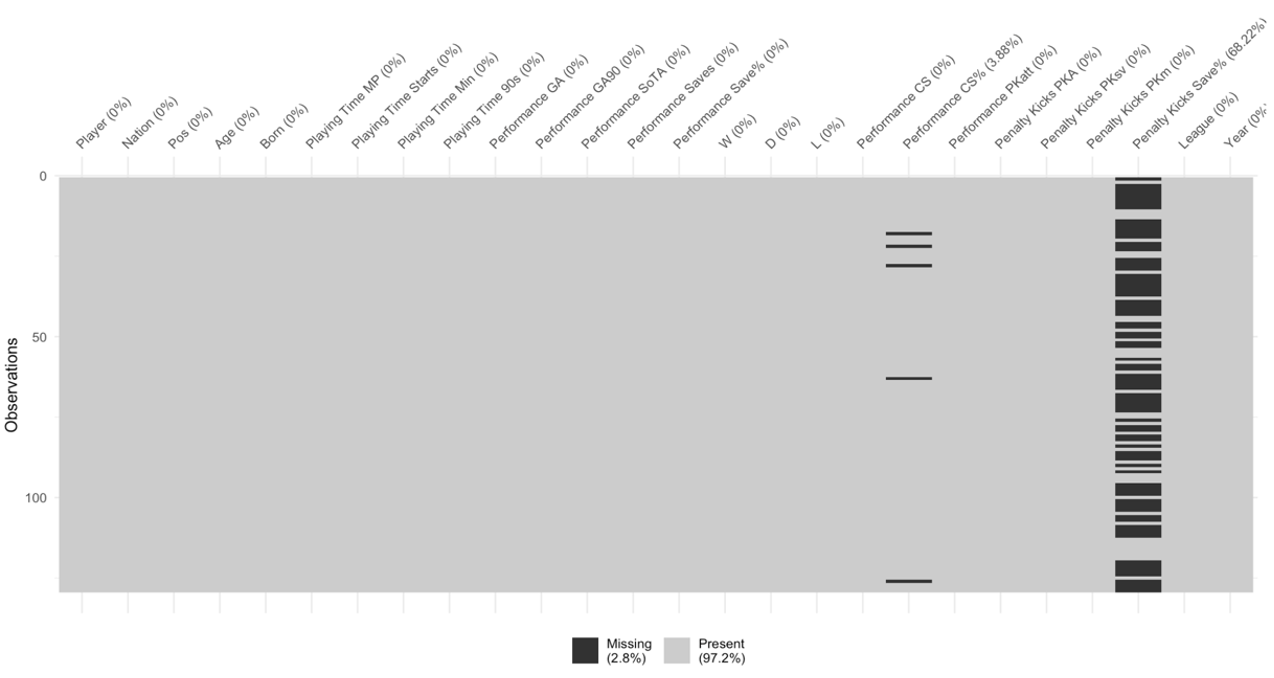 Player (0%)
Nation (0%)
Pos (0%)
Age (0%)
Born (0%)
Playing Time MP (0%)
Playing Time Starts (0%)
Playing Time Min (0%)
Playing Time 90s (0%)
Performance GA (0%)
Performance GA90 (0%)
Performance SoTA (0%)
Performance Saves (0%)
Performance Save% (0%)
W (0%)
D (0%)
L (0%)
Performance CS (0%)
Performance CS% (3.88%)
Performance PKatt (0%)
Penalty Kicks PKA (0%)
Penalty Kicks PKsv (0%)
Penalty Kicks PKm (0%)
Penalty Kicks Save% (68.22%)
League (0%)
Year (0%
0
50
100
Observations
Missing
(2.8%)
Present
(97.2%)